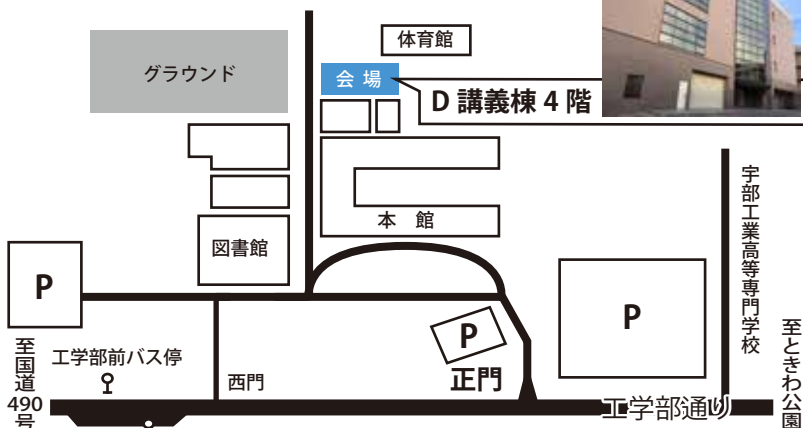 体育館
グラウンド
会 場
D 講義棟 4 階
本 館
図書館
宇部工業高等専門学校
P
P
P
正門
西門
工学部前バス停
至国道490号
至ときわ公園
工学部通り